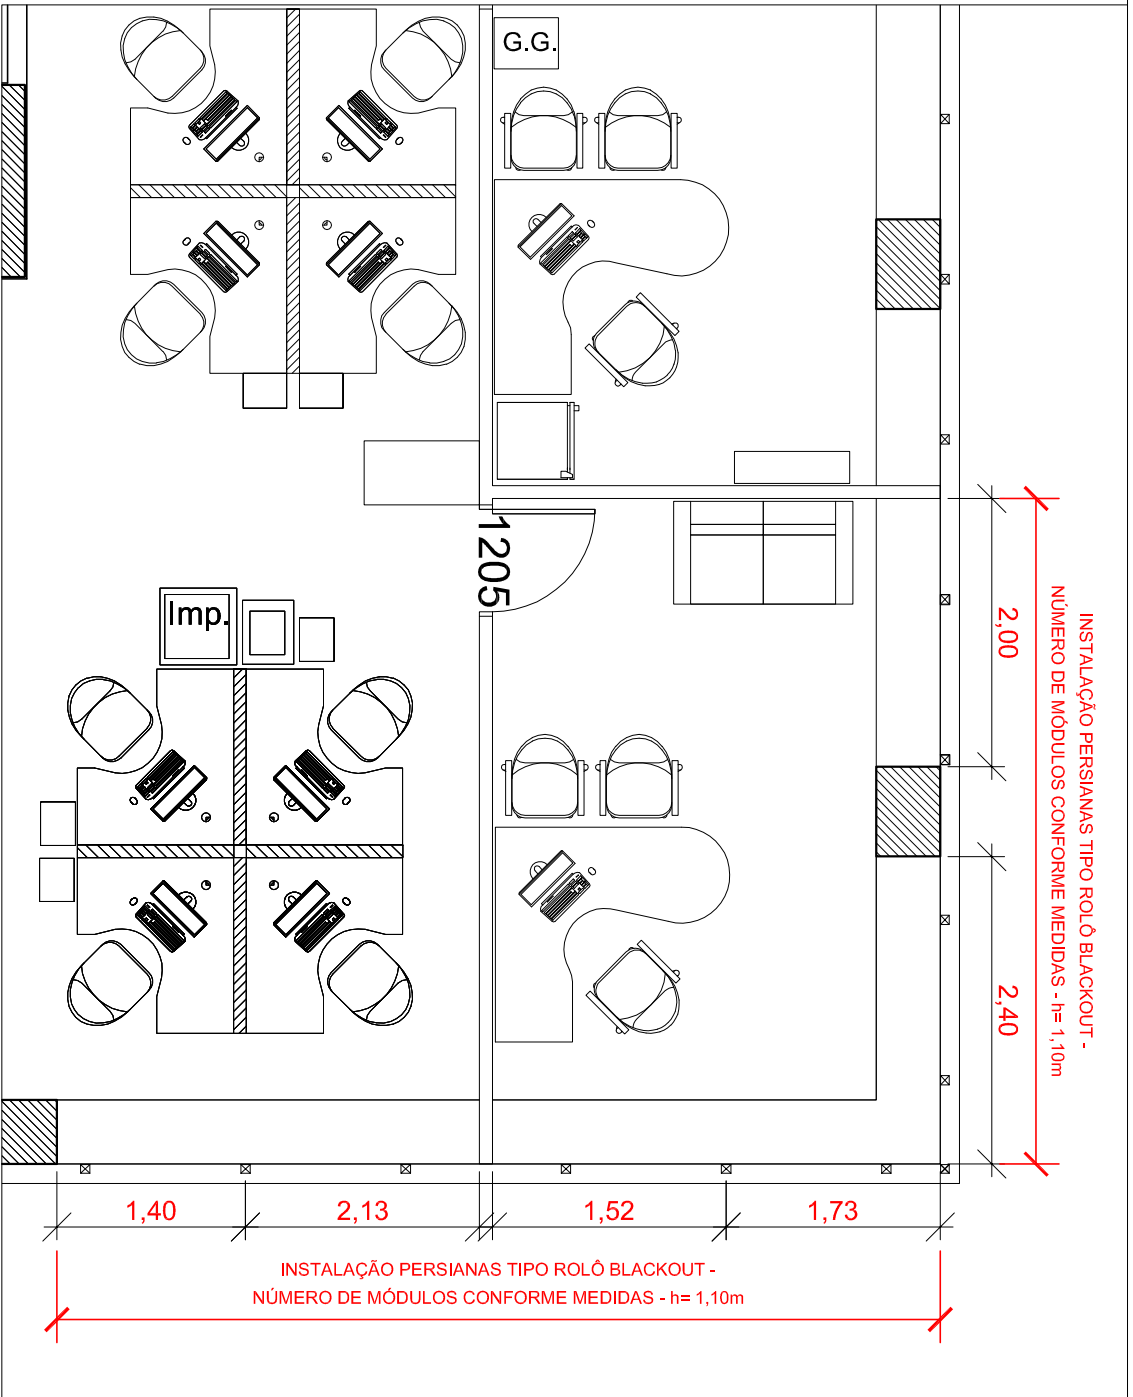 G.G.
1205
Imp.
2,00
2,40
INSTALAÇÃO PERSIANAS TIPO ROLÔ BLACKOUT -
NÚMERO DE MÓDULOS CONFORME MEDIDAS - h= 1,10m
1,40
2,13
1,52
1,73
INSTALAÇÃO PERSIANAS TIPO ROLÔ BLACKOUT -
NÚMERO DE MÓDULOS CONFORME MEDIDAS - h= 1,10m